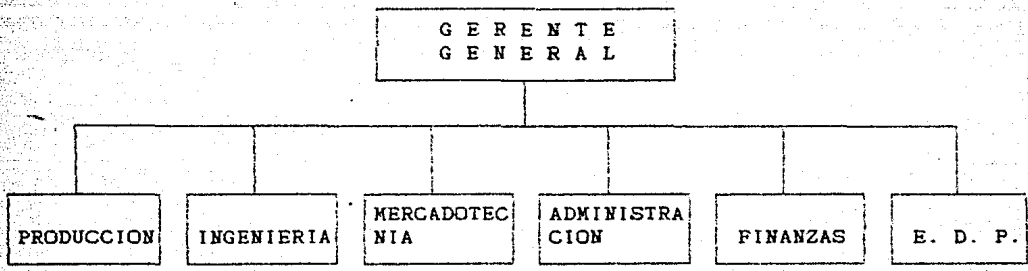 G E R E N T E
G E N E R A L
PRODUCCION
INGENIERIA
MERCADOTEC
NIA
ADMINISTRA
CION
FINANZAS
E. D. P.